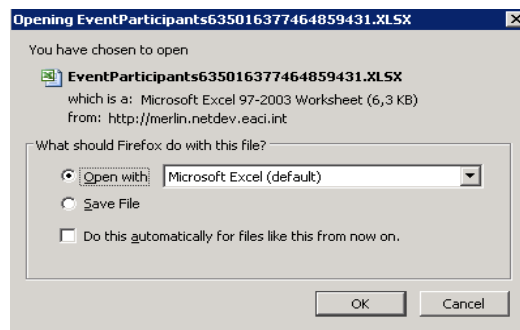 Opening EventParticipants635016377464859431.XLSX
You have chosen to open
EventParticipants635016377464859431.XLSX
which is a: Microsoft Excel 97-2003 Worksheet (6,3 KB)
from: http://merlin.netdev.eaci.int
What should Firefox do with this file?
Open with Microsoft Excel (default)
Save File
Do this automatically for files like this from now on.
OK Cancel